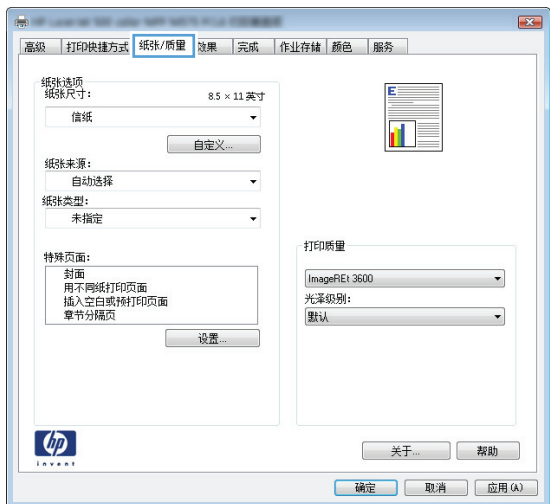 高级 打印快捷方式 纸张/质量 效果 完成 作业存储 颜色 服务
纸张选项
纸张尺寸： 8.5 × 11 英寸
信纸
自定义...
纸张来源：
自动选择
纸张类型：
未指定
特殊页面：
封面
用不同纸打印页面
插入空白或预打印页面
章节分隔页
设置...
E
打印质量
ImageREt 3600
光泽级别：
默认
hp
invent
关于... 帮助
确定 取消 应用(A)